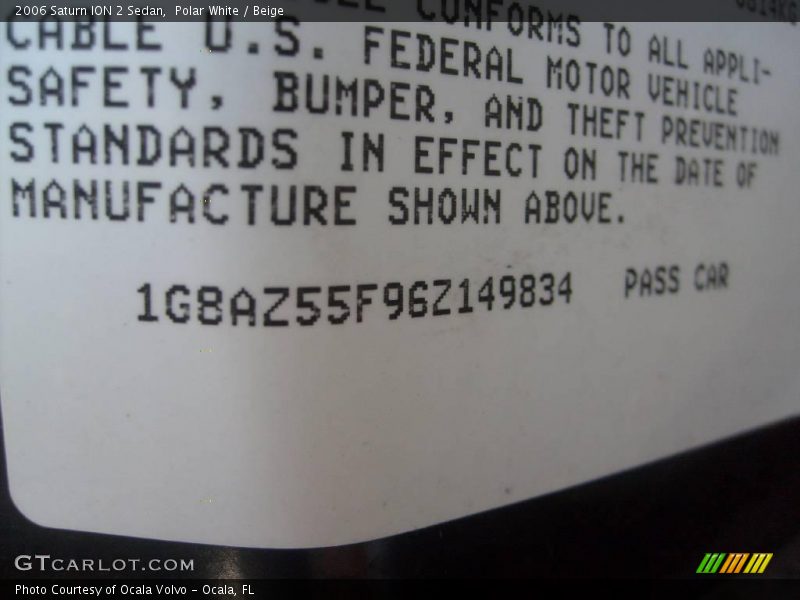 2006 Saturn ION 2 Sedan,  Polar White / Beige
CONFORMS TO ALL APPLI-
CABLE U.S. FEDERAL MOTOR VEHICLE
SAFETY, BUMPER, AND THEFT PREVENTION
STANDARDS IN EFFECT ON THE DATE OF
MANUFACTURE SHOWN ABOVE.
1G8AZ55F96Z149834 PASS CAR
GTCARLOT.COM
Photo Courtesy of Ocala Volvo - Ocala, FL